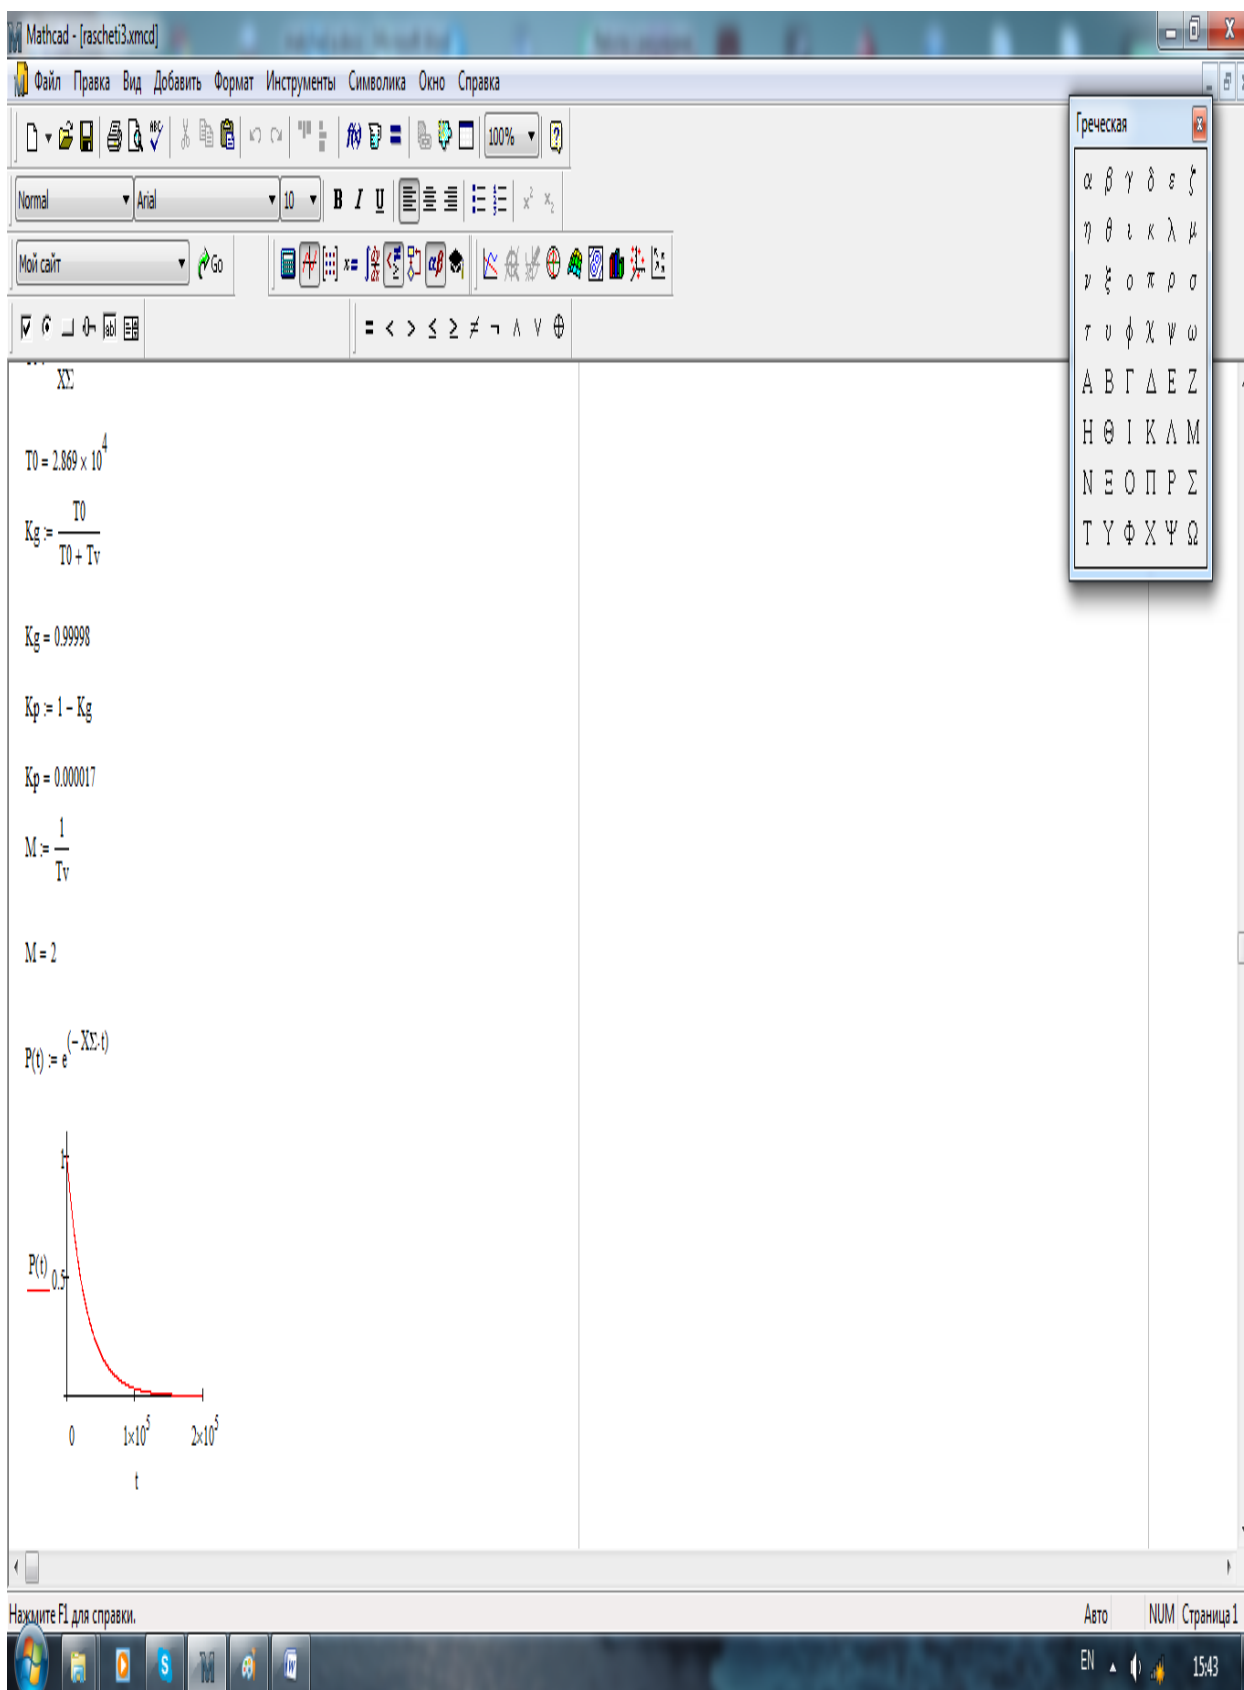 Mathcad - [rascheti3.xmcd]
Файл Правка Вид Добавить Формат Инструменты Символика Окно Справка
100%
Normal Arial 10 B I U x² x₂
Мой сайт Go x= αβ
= < > ≤ ≥ ≠ ¬ ∧ ∨ ⊕
Греческая
α β γ δ ε ζ
η θ ι κ λ μ
ν ξ ο π ρ σ
τ υ φ χ ψ ω
Α Β Γ Δ Ε Ζ
Η Θ Ι Κ Λ Μ
Ν Ξ Ο Π Ρ Σ
Τ Υ Φ Χ Ψ Ω
XΣ
T0 = 2.869 × 10^4
Kg := T0 / (T0 + Tv)
Kg = 0.99998
Kp := 1 − Kg
Kp = 0.000017
M := 1 / Tv
M = 2
P(t) := e^(−XΣ·t)
1
P(t) 0.5
0 1×10^5 2×10^5
t
Нажмите F1 для справки. Авто NUM Страница 1
EN 15:43